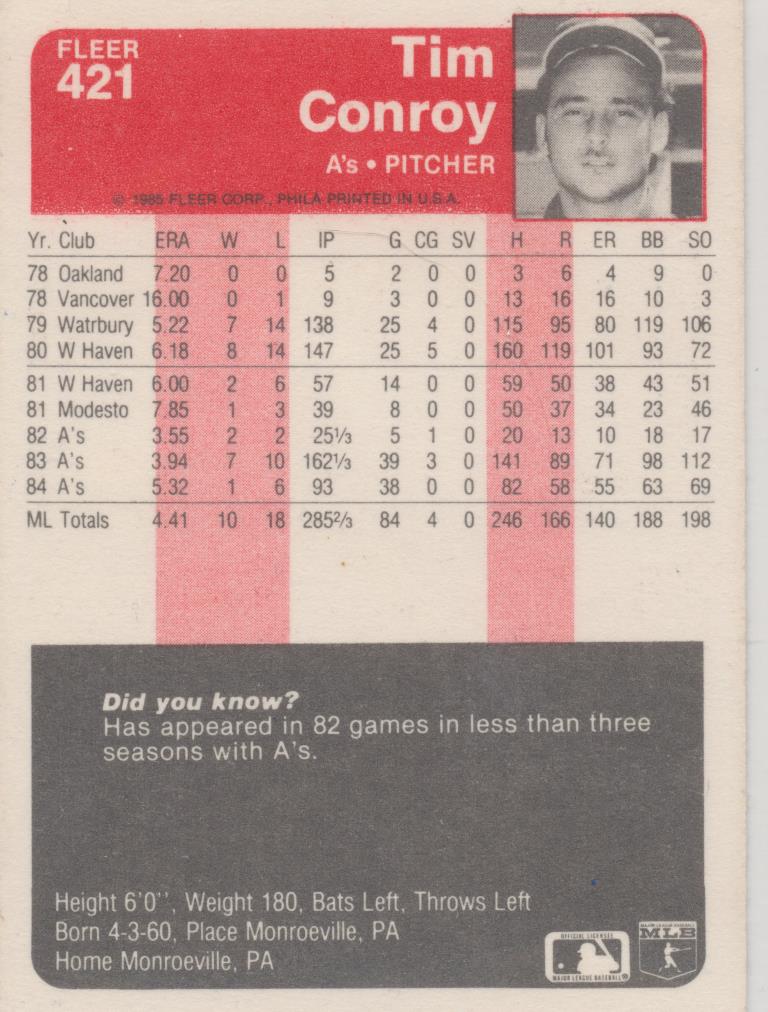 FLEER
421
Tim
Conroy
A's • PITCHER
© 1985 FLEER CORP., PHILA PRINTED IN U.S.A.
Yr. Club ERA W L IP G CG SV H R ER BB SO
78 Oakland 7.20 0 0 5 2 0 0 3 6 4 9 0
78 Vancover 16.00 0 1 9 3 0 0 13 16 16 10 3
79 Watrbury 5.22 7 14 138 25 4 0 115 95 80 119 106
80 W Haven 6.18 8 14 147 25 5 0 160 119 101 93 72
81 W Haven 6.00 2 6 57 14 0 0 59 50 38 43 51
81 Modesto 7.85 1 3 39 8 0 0 50 37 34 23 46
82 A's 3.55 2 2 25⅓ 5 1 0 20 13 10 18 17
83 A's 3.94 7 10 162⅓ 39 3 0 141 89 71 98 112
84 A's 5.32 1 6 93 38 0 0 82 58 55 63 69
ML Totals 4.41 10 18 285⅔ 84 4 0 246 166 140 188 198
Did you know?
Has appeared in 82 games in less than three
seasons with A's.
Height 6'0'', Weight 180, Bats Left, Throws Left
Born 4-3-60, Place Monroeville, PA
Home Monroeville, PA
OFFICIAL LICENSEE
MAJOR LEAGUE BASEBALL®
MAJOR LEAGUE BASEBALL
MLB